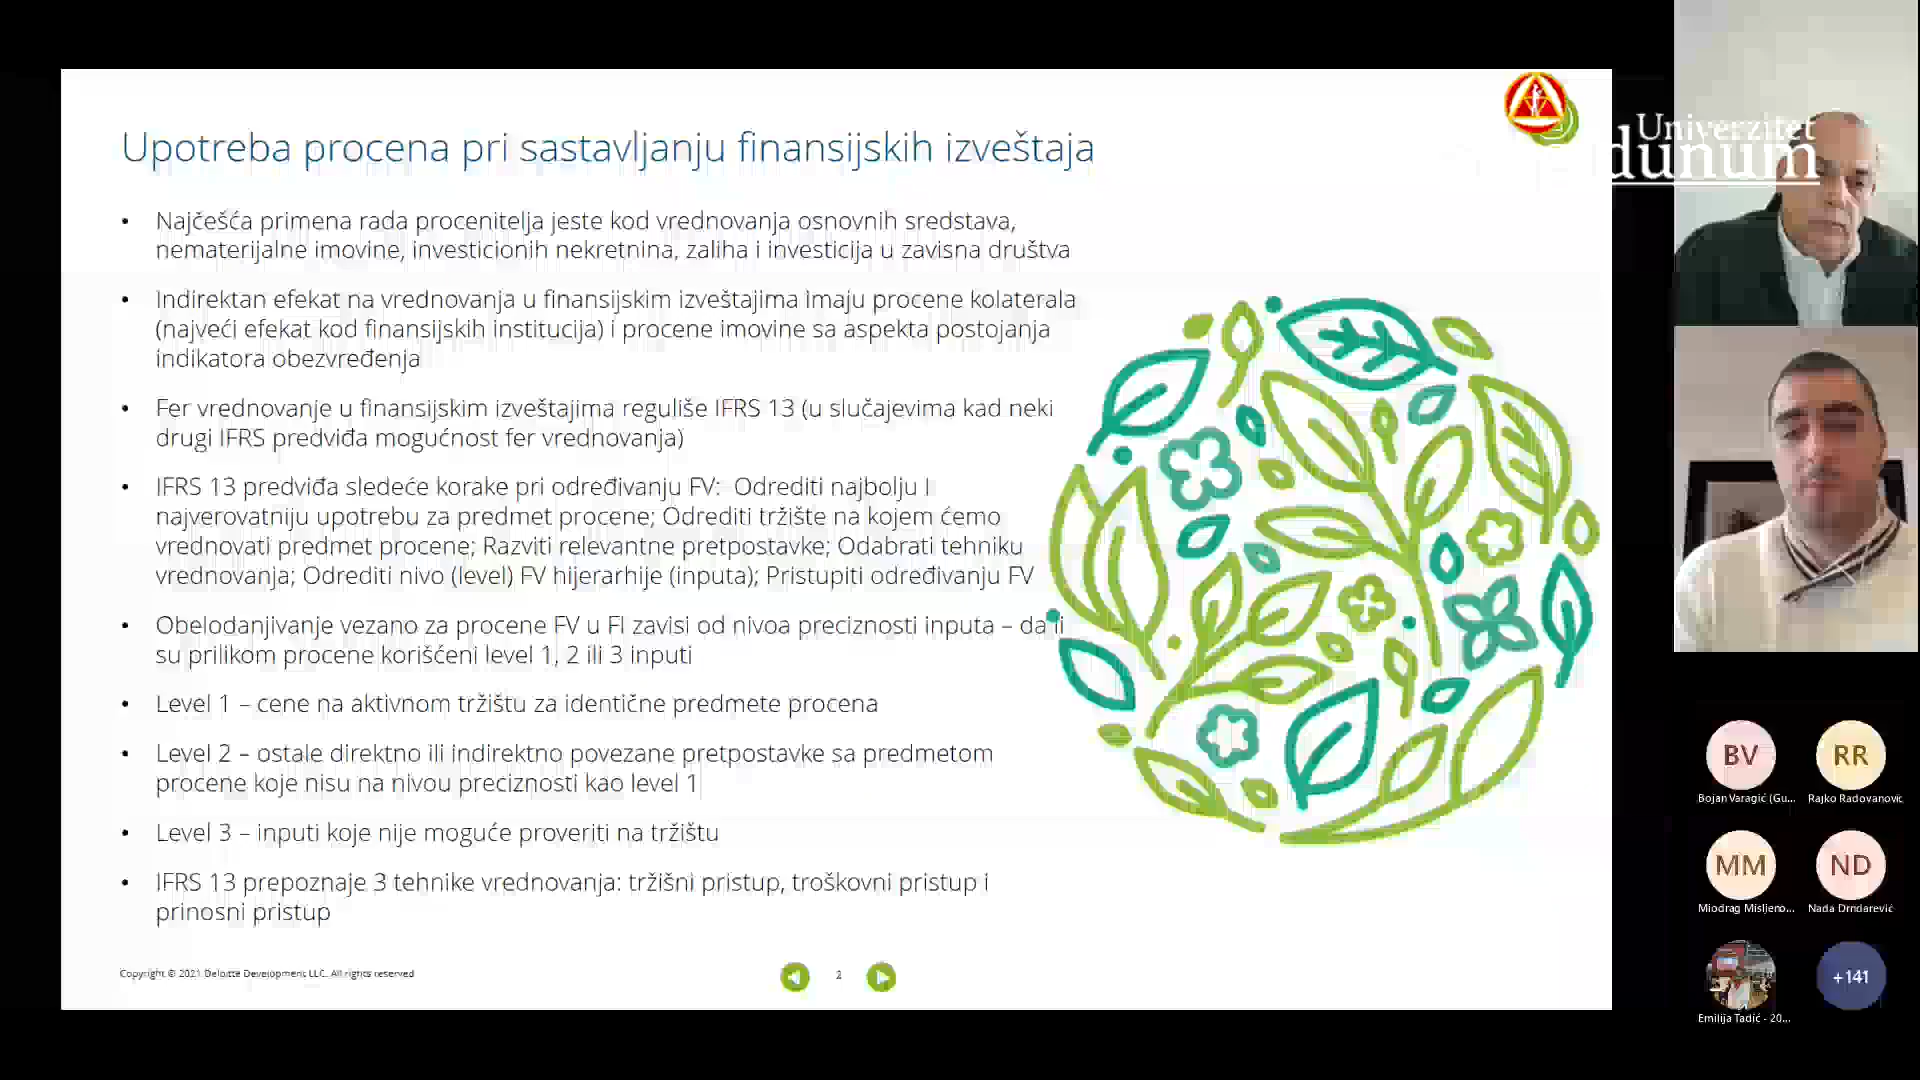 Upotreba procena pri sastavljanju finansijskih izveštaja
• Najčešća primena rada procenitelja jeste kod vrednovanja osnovnih sredstava,
nematerijalne imovine, investicionih nekretnina, zaliha i investicija u zavisna društva
• Indirektan efekat na vrednovanja u finansijskim izveštajima imaju procene kolaterala
(najveći efekat kod finansijskih institucija) i procene imovine sa aspekta postojanja
indikatora obezvređenja
• Fer vrednovanje u finansijskim izveštajima reguliše IFRS 13 (u slučajevima kad neki
drugi IFRS predviđa mogućnost fer vrednovanja)
• IFRS 13 predviđa sledeće korake pri određivanju FV: Odrediti najbolju I
najverovatniju upotrebu za predmet procene; Odrediti tržište na kojem ćemo
vrednovati predmet procene; Razviti relevantne pretpostavke; Odabrati tehniku
vrednovanja; Odrediti nivo (level) FV hijerarhije (inputa); Pristupiti određivanju FV
• Obelodanjivanje vezano za procene FV u FI zavisi od nivoa preciznosti inputa – da li
su prilikom procene korišćeni level 1, 2 ili 3 inputi
• Level 1 – cene na aktivnom tržištu za identične predmete procena
• Level 2 – ostale direktno ili indirektno povezane pretpostavke sa predmetom
procene koje nisu na nivou preciznosti kao level 1
• Level 3 – inputi koje nije moguće proveriti na tržištu
• IFRS 13 prepoznaje 3 tehnike vrednovanja: tržišni pristup, troškovni pristup i
prinosni pristup
Copyright © 2021 Deloitte Development LLC. All rights reserved
2
Univerzitet
dunum
BV
RR
Bojan Varagić (Gu...
Rajko Radovanovic
MM
ND
Miodrag Mišljeno...
Nada Drndarević
+141
Emilija Tadić - 20...